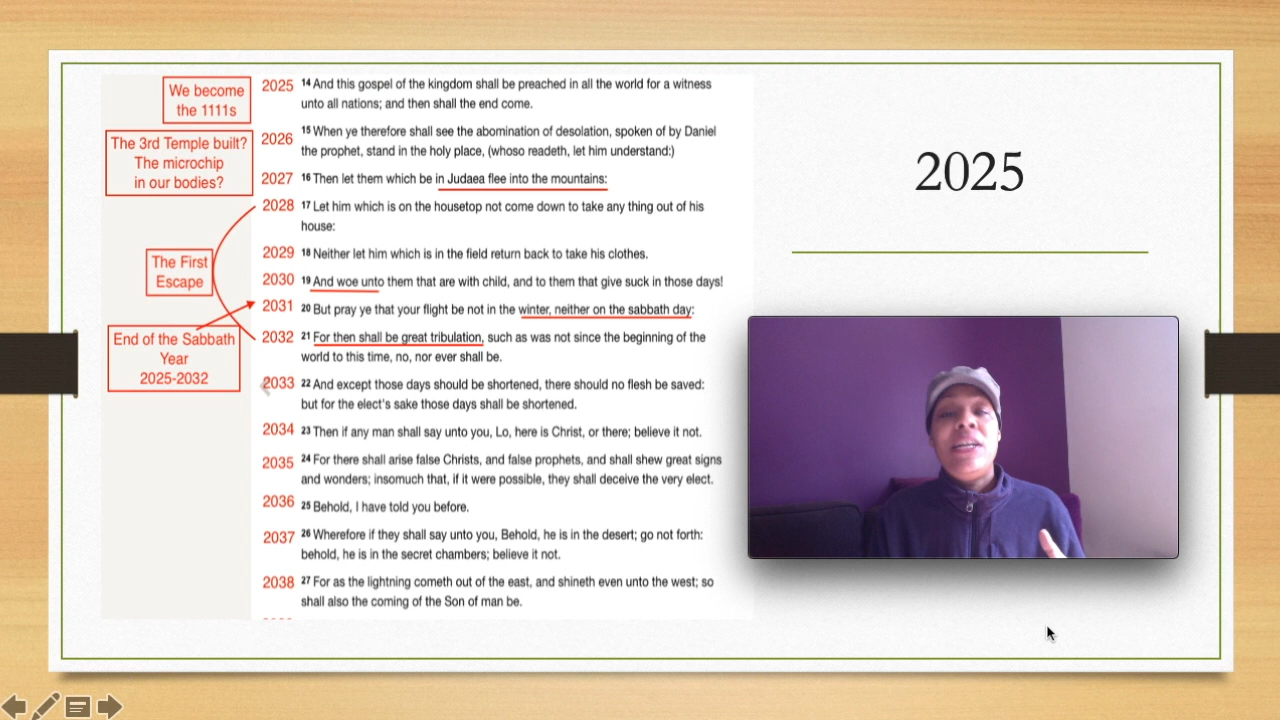 2025
We become
the 1111s
2025 14 And this gospel of the kingdom shall be preached in all the world for a witness
unto all nations; and then shall the end come.
The 3rd Temple built?
The microchip
in our bodies?
2026 15 When ye therefore shall see the abomination of desolation, spoken of by Daniel
the prophet, stand in the holy place, (whoso readeth, let him understand:)
2027 16 Then let them which be in Judaea flee into the mountains:
2028 17 Let him which is on the housetop not come down to take any thing out of his
house:
The First
Escape
2029 18 Neither let him which is in the field return back to take his clothes.
2030 19 And woe unto them that are with child, and to them that give suck in those days!
2031 20 But pray ye that your flight be not in the winter, neither on the sabbath day:
End of the Sabbath
Year
2025-2032
2032 21 For then shall be great tribulation, such as was not since the beginning of the
world to this time, no, nor ever shall be.
2033 22 And except those days should be shortened, there should no flesh be saved:
but for the elect's sake those days shall be shortened.
2034 23 Then if any man shall say unto you, Lo, here is Christ, or there; believe it not.
2035 24 For there shall arise false Christs, and false prophets, and shall shew great signs
and wonders; insomuch that, if it were possible, they shall deceive the very elect.
2036 25 Behold, I have told you before.
2037 26 Wherefore if they shall say unto you, Behold, he is in the desert; go not forth:
behold, he is in the secret chambers; believe it not.
2038 27 For as the lightning cometh out of the east, and shineth even unto the west; so
shall also the coming of the Son of man be.